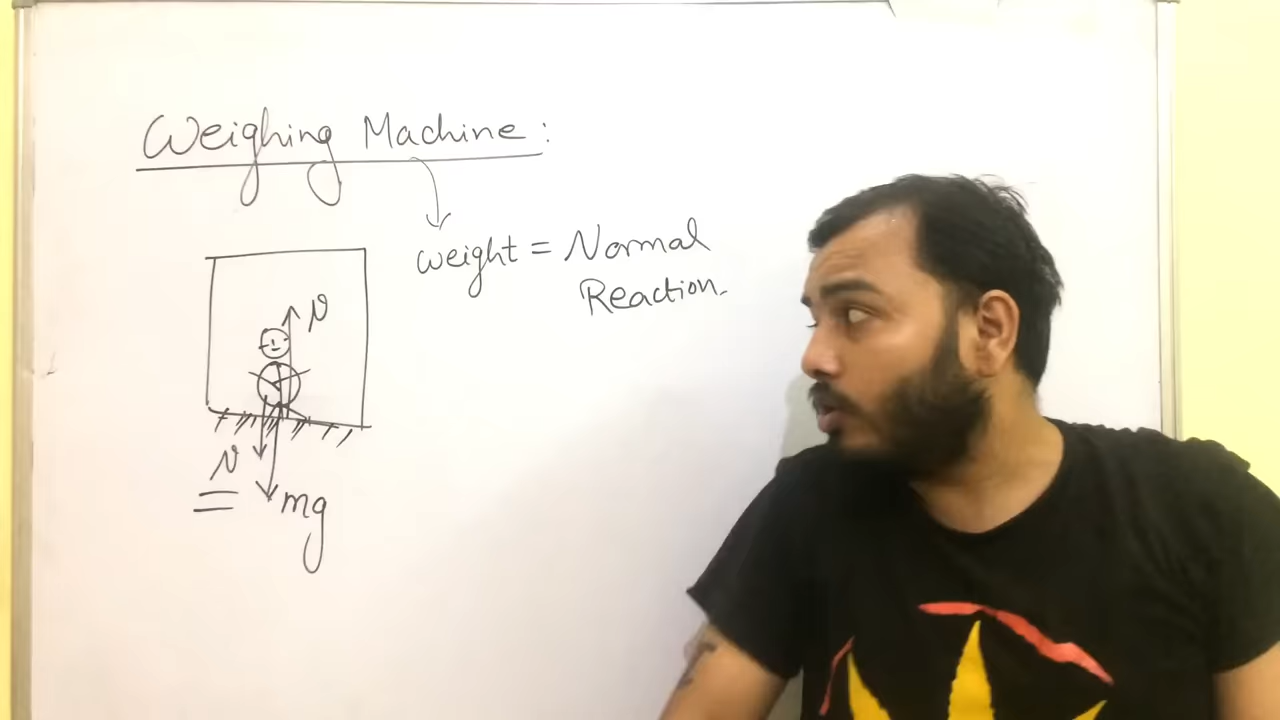 Weighing Machine:
weight = Normal
Reaction.
N
N
mg